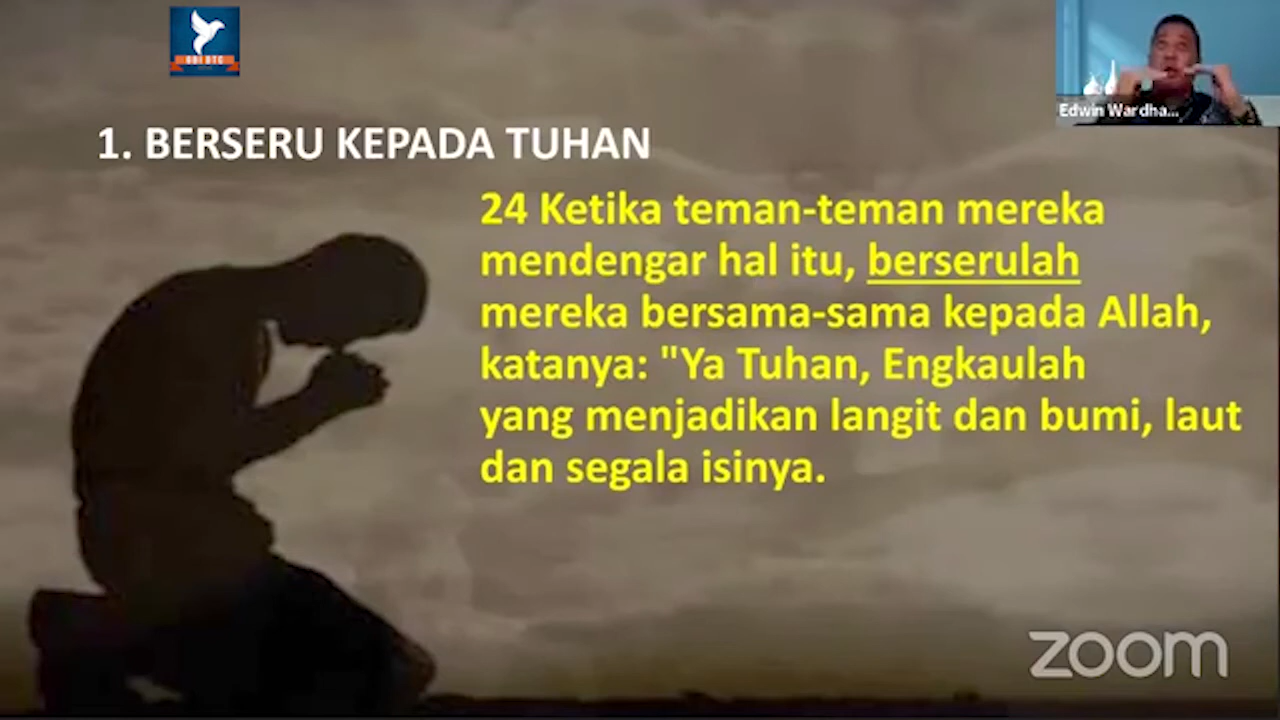 Edwin Wardha...
1. BERSERU KEPADA TUHAN
24 Ketika teman-teman mereka
mendengar hal itu, berserulah
mereka bersama-sama kepada Allah,
katanya: "Ya Tuhan, Engkaulah
yang menjadikan langit dan bumi, laut
dan segala isinya.
zoom